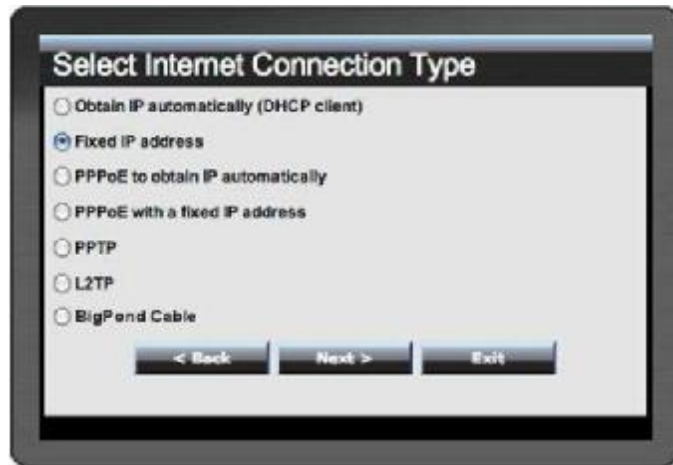 Select Internet Connection Type
Obtain IP automatically (DHCP client)
Fixed IP address
PPPoE to obtain IP automatically
PPPoE with a fixed IP address
PPTP
L2TP
BigPond Cable
< Back Next > Exit